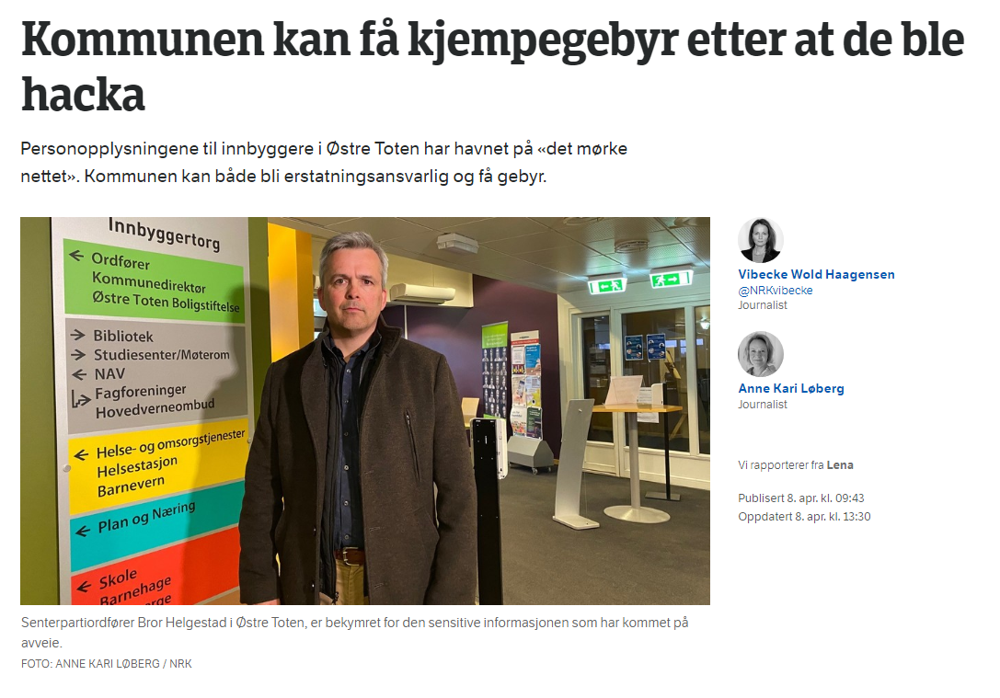 Kommunen kan få kjempegebyr etter at de ble
hacka
Personopplysningene til innbyggere i Østre Toten har havnet på «det mørke
nettet». Kommunen kan både bli erstatningsansvarlig og få gebyr.
Innbyggertorg
Ordfører
Kommunedirektør
Østre Toten Boligstiftelse
Bibliotek
Studiesenter/Møterom
NAV
Fagforeninger
Hovedverneombud
Helse- og omsorgstjenester
Helsestasjon
Barnevern
Plan og Næring
Skole
Barnehage
Vibecke Wold Haagensen
@NRKvibecke
Journalist
Anne Kari Løberg
Journalist
Vi rapporterer fra Lena
Publisert 8. apr. kl. 09:43
Oppdatert 8. apr. kl. 13:30
Senterpartiordfører Bror Helgestad i Østre Toten, er bekymret for den sensitive informasjonen som har kommet på
avveie.
FOTO: ANNE KARI LØBERG / NRK